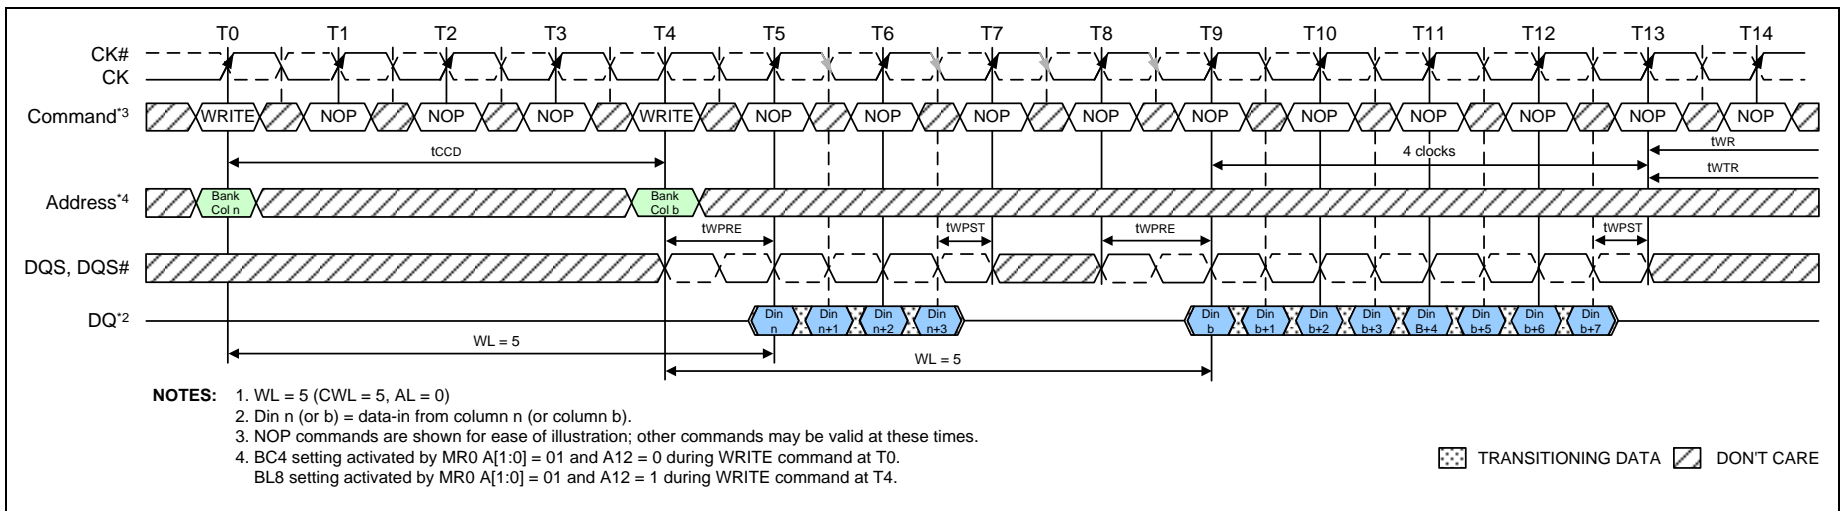 T0 T1 T2 T3 T4 T5 T6 T7 T8 T9 T10 T11 T12 T13 T14
CK#
CK
Command*3 WRITE NOP NOP NOP WRITE NOP NOP NOP NOP NOP NOP NOP NOP NOP NOP
tCCD 4 clocks tWR
tWTR
Address*4 Bank Col n Bank Col b
tWPRE tWPST tWPRE tWPST
DQS, DQS#
DQ*2 Din n Din n+1 Din n+2 Din n+3 Din b Din b+1 Din b+2 Din b+3 Din B+4 Din b+5 Din b+6 Din b+7
WL = 5
WL = 5
NOTES: 1. WL = 5 (CWL = 5, AL = 0)
2. Din n (or b) = data-in from column n (or column b).
3. NOP commands are shown for ease of illustration; other commands may be valid at these times.
4. BC4 setting activated by MR0 A[1:0] = 01 and A12 = 0 during WRITE command at T0.
BL8 setting activated by MR0 A[1:0] = 01 and A12 = 1 during WRITE command at T4.
TRANSITIONING DATA DON'T CARE